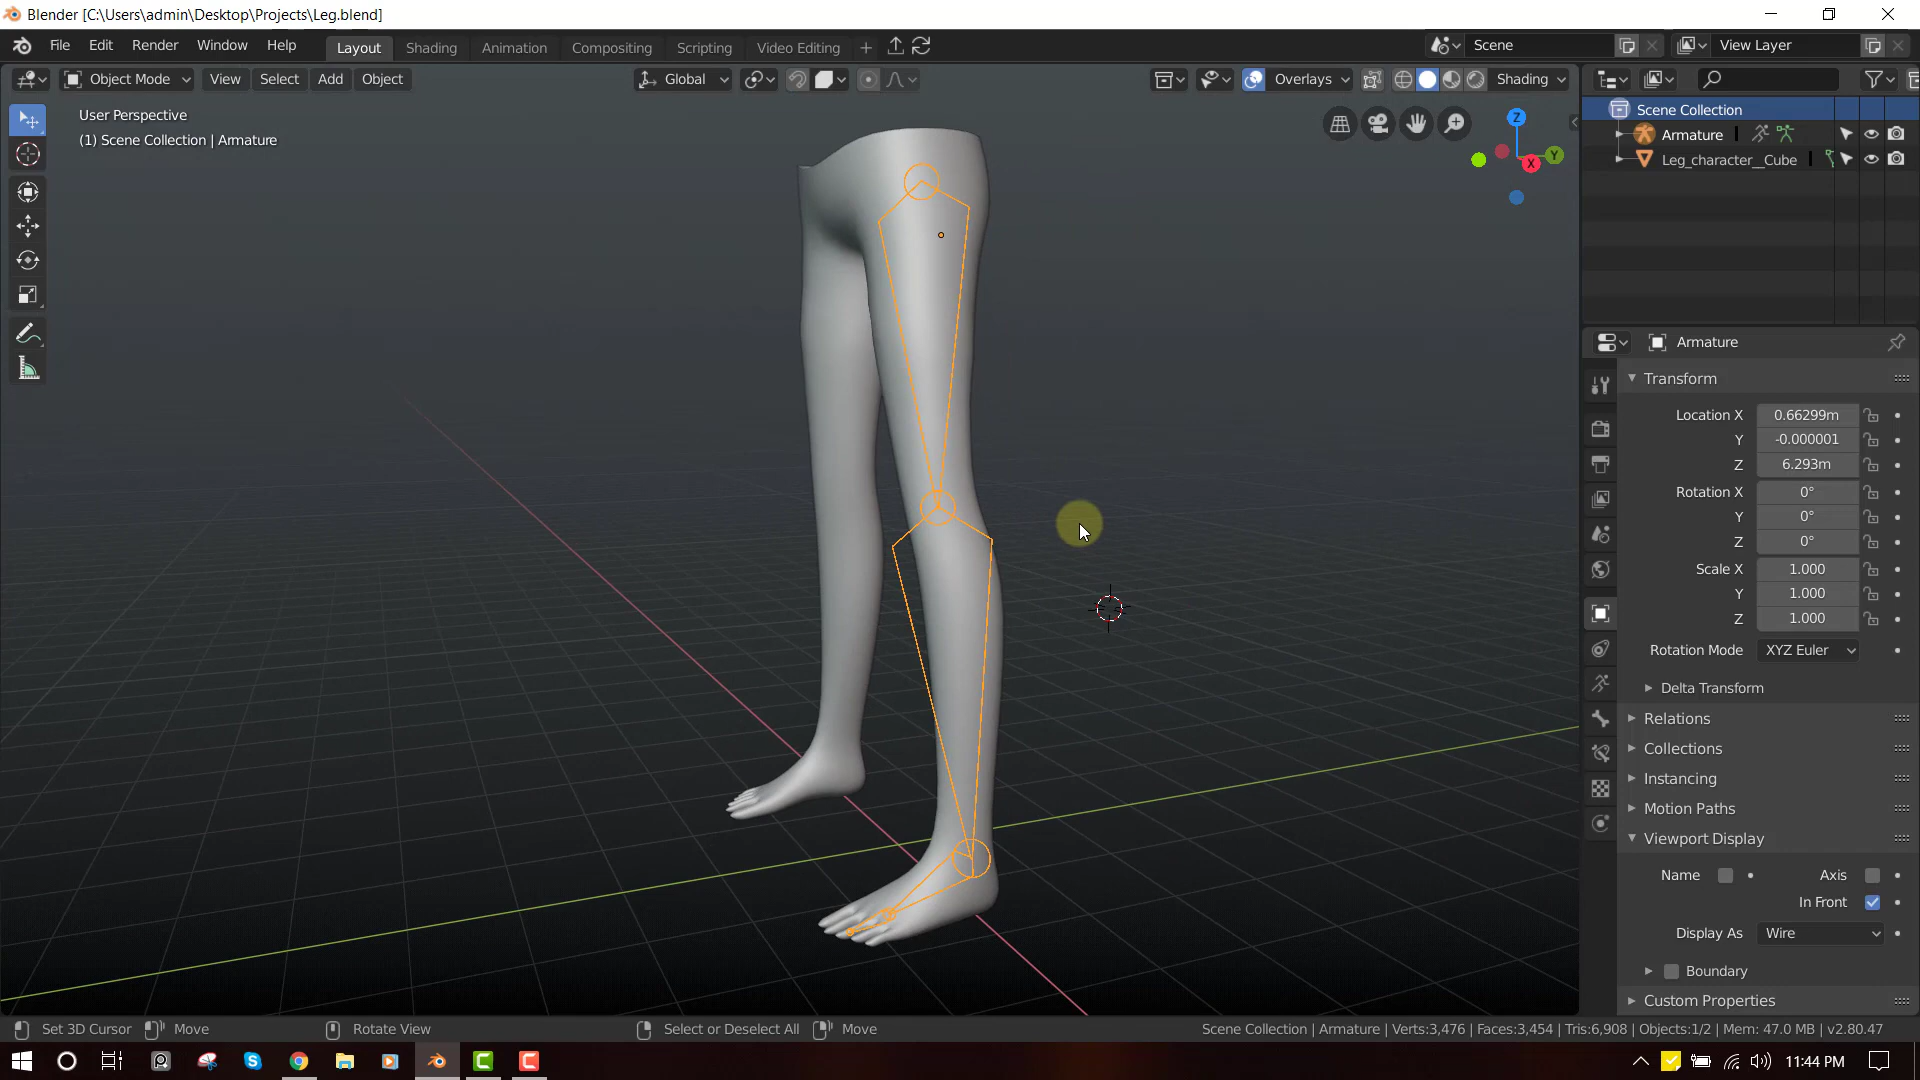 Blender [C:\Users\admin\Desktop\Projects\Leg.blend]
File Edit Render Window Help Layout Shading Animation Compositing Scripting Video Editing + Scene View Layer
Object Mode View Select Add Object Global Overlays Shading
User Perspective
(1) Scene Collection | Armature
Z
Y
X
Scene Collection
Armature
Leg_character__Cube
Armature
Transform
Location X 0.66299m
Y -0.000001
Z 6.293m
Rotation X 0°
Y 0°
Z 0°
Scale X 1.000
Y 1.000
Z 1.000
Rotation Mode XYZ Euler
Delta Transform
Relations
Collections
Instancing
Motion Paths
Viewport Display
Name Axis
In Front
Display As Wire
Boundary
Custom Properties
Set 3D Cursor Move Rotate View Select or Deselect All Move Scene Collection | Armature | Verts:3,476 | Faces:3,454 | Tris:6,908 | Objects:1/2 | Mem: 47.0 MB | v2.80.47
11:44 PM